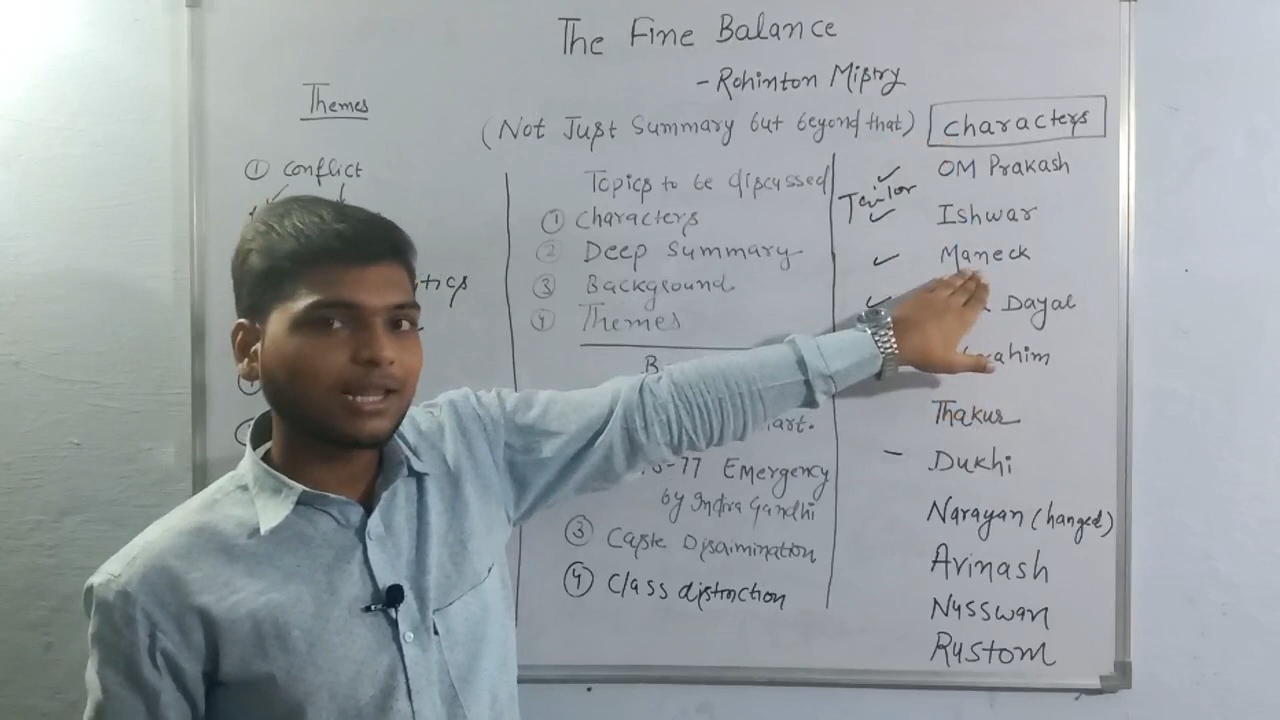 The Fine Balance
- Rohinton Mistry
(Not Just Summary but beyond that)
Themes
① Conflict
Topics to be discussed
① Characters
② Deep Summary
③ Background
④ Themes
-77 Emergency
by Indra Gandhi
③ Caste
④ Class distinction
Characters
Tailor
OM Prakash
Ishwar
Maneck
Dayal
Thakur
- Dukhi
Narayan (hanged)
Avinash
Nusswan
Rustom